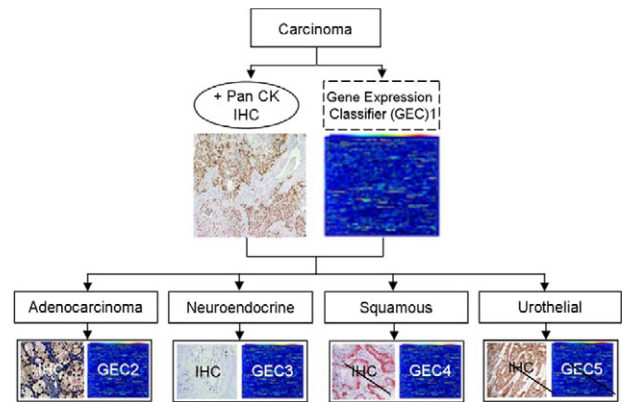 Carcinoma
+ Pan CK
IHC
Gene Expression
Classifier (GEC)1
Adenocarcinoma
Neuroendocrine
Squamous
Urothelial
IHC
GEC2
IHC
GEC3
IHC
GEC4
IHC
GEC5